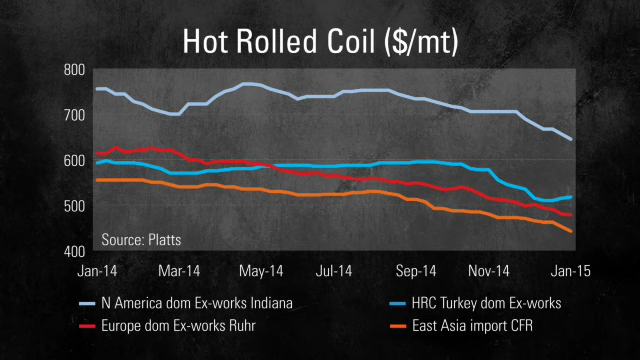 Hot Rolled Coil ($/mt)
800
700
600
500
400
Source: Platts
Jan-14 Mar-14 May-14 Jul-14 Sep-14 Nov-14 Jan-15
N America dom Ex-works Indiana
HRC Turkey dom Ex-works
Europe dom Ex-works Ruhr
East Asia import CFR